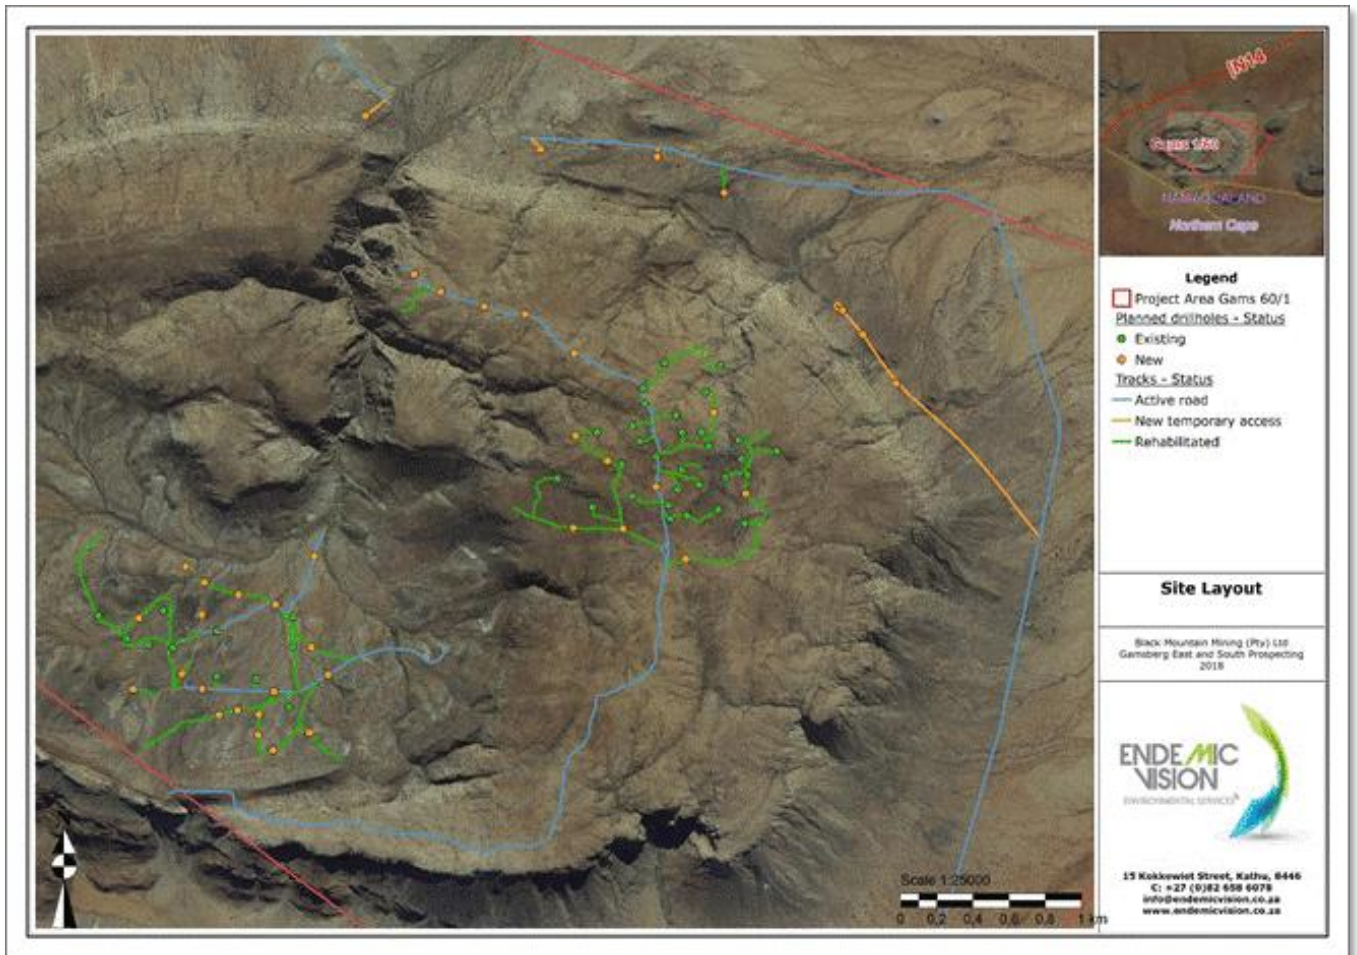 N14
Gams 1/60
NAMAQUALAND
Northern Cape
Legend
Project Area Gams 60/1
Planned drillholes - Status
Existing
New
Tracks - Status
Active road
New temporary access
Rehabilitated
Site Layout
Black Mountain Mining (Pty) Ltd
Gamsberg East and South Prospecting
2018
ENDEMIC
VISION
ENVIRONMENTAL SERVICES
15 Kokkewiet Street, Kathu, 8446
C: +27 (0)82 658 6078
info@endemicvision.co.za
www.endemicvision.co.za
Scale 1:25000
0 0,2 0,4 0,6 0,8 1 km